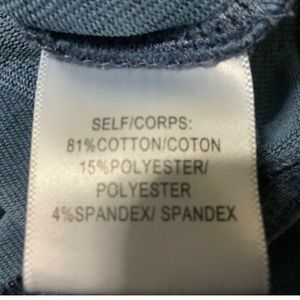 SELF/CORPS:
81%COTTON/COTON
15%POLYESTER/
POLYESTER
4%SPANDEX/ SPANDEX